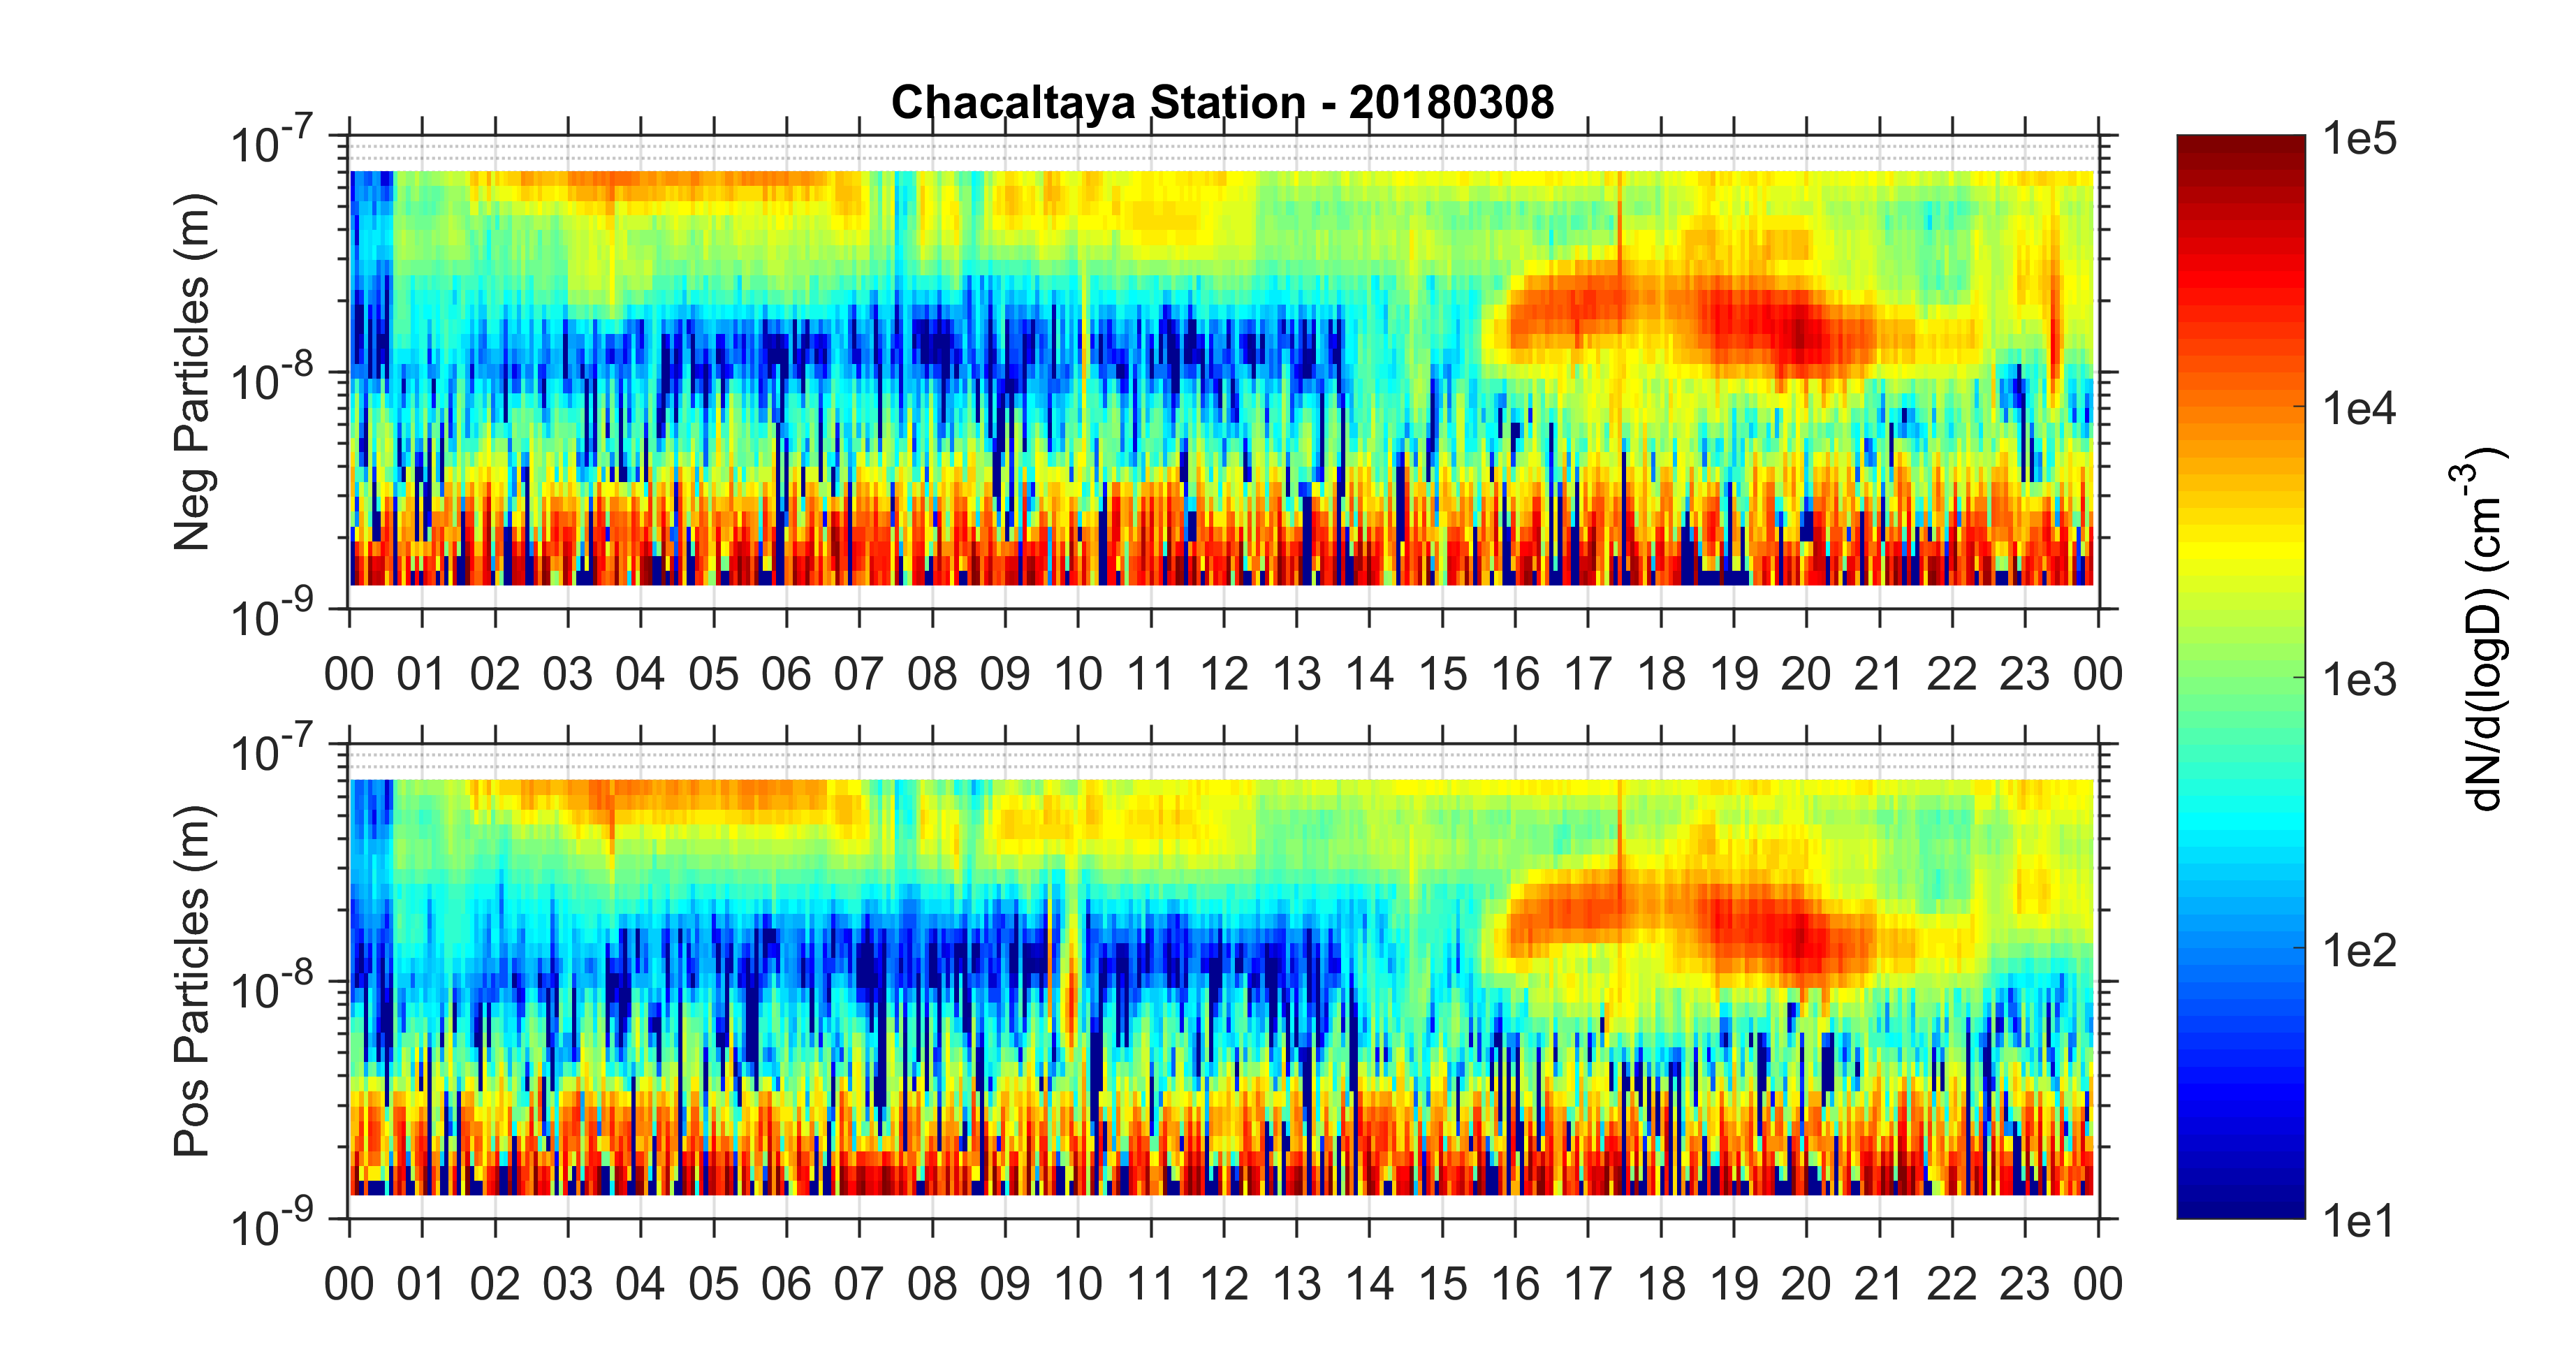 Chacaltaya Station - 20180308
Neg Particles (m)
10-7
10-8
10-9
00 01 02 03 04 05 06 07 08 09 10 11 12 13 14 15 16 17 18 19 20 21 22 23 00
Pos Particles (m)
10-7
10-8
10-9
00 01 02 03 04 05 06 07 08 09 10 11 12 13 14 15 16 17 18 19 20 21 22 23 00
1e5
1e4
1e3
1e2
1e1
dN/d(logD) (cm-3)